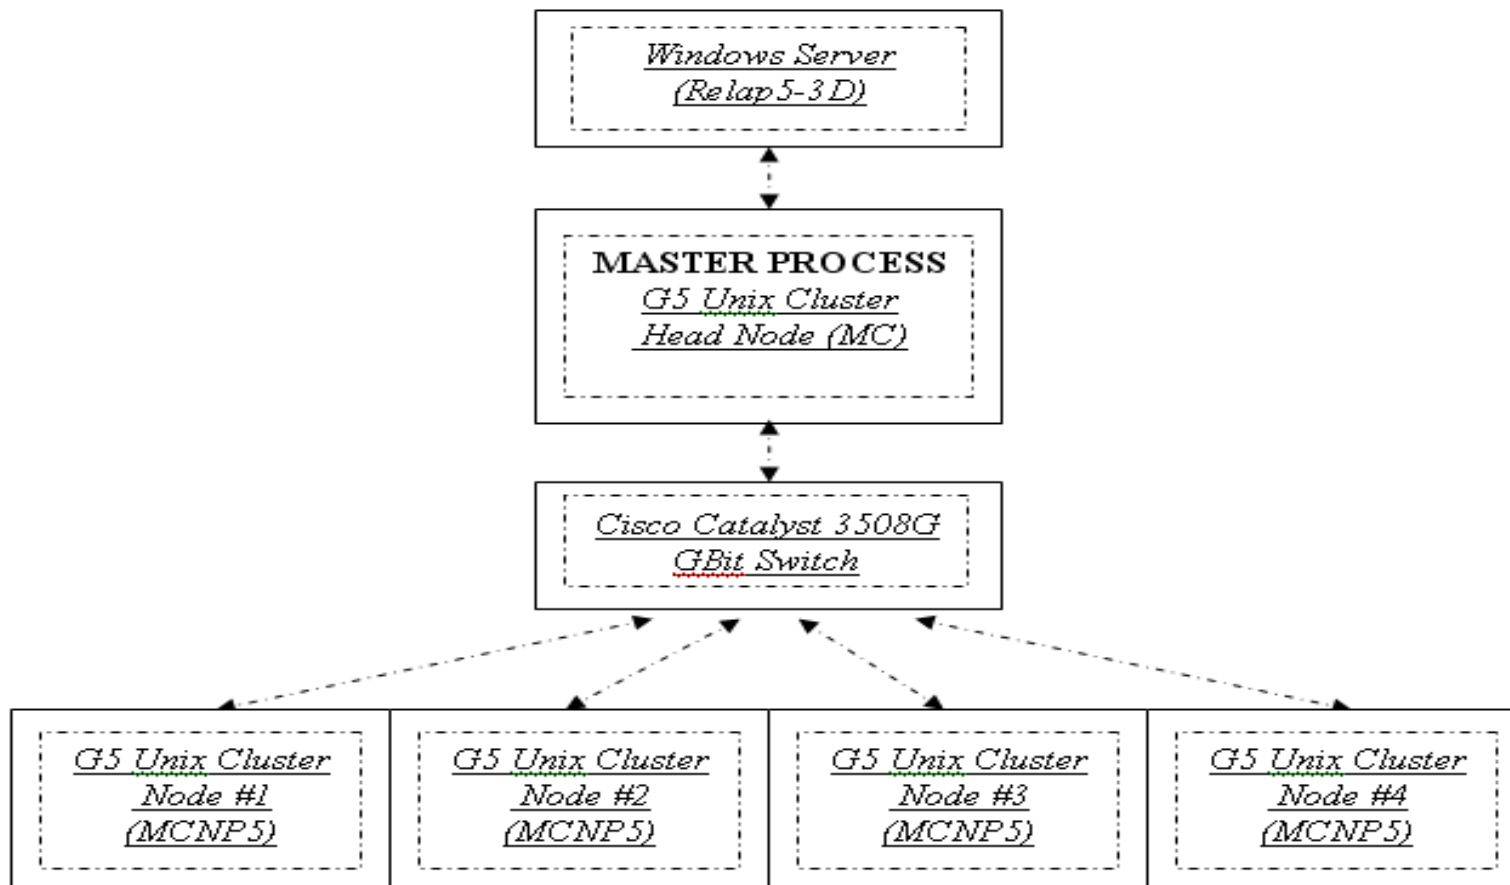 Windows Server
(Relap5-3D)
MASTER PROCESS
G5 Unix Cluster
Head Node (MC)
Cisco Catalyst 3508G
GBit Switch
G5 Unix Cluster
Node #1
(MCNP5)
G5 Unix Cluster
Node #2
(MCNP5)
G5 Unix Cluster
Node #3
(MCNP5)
G5 Unix Cluster
Node #4
(MCNP5)